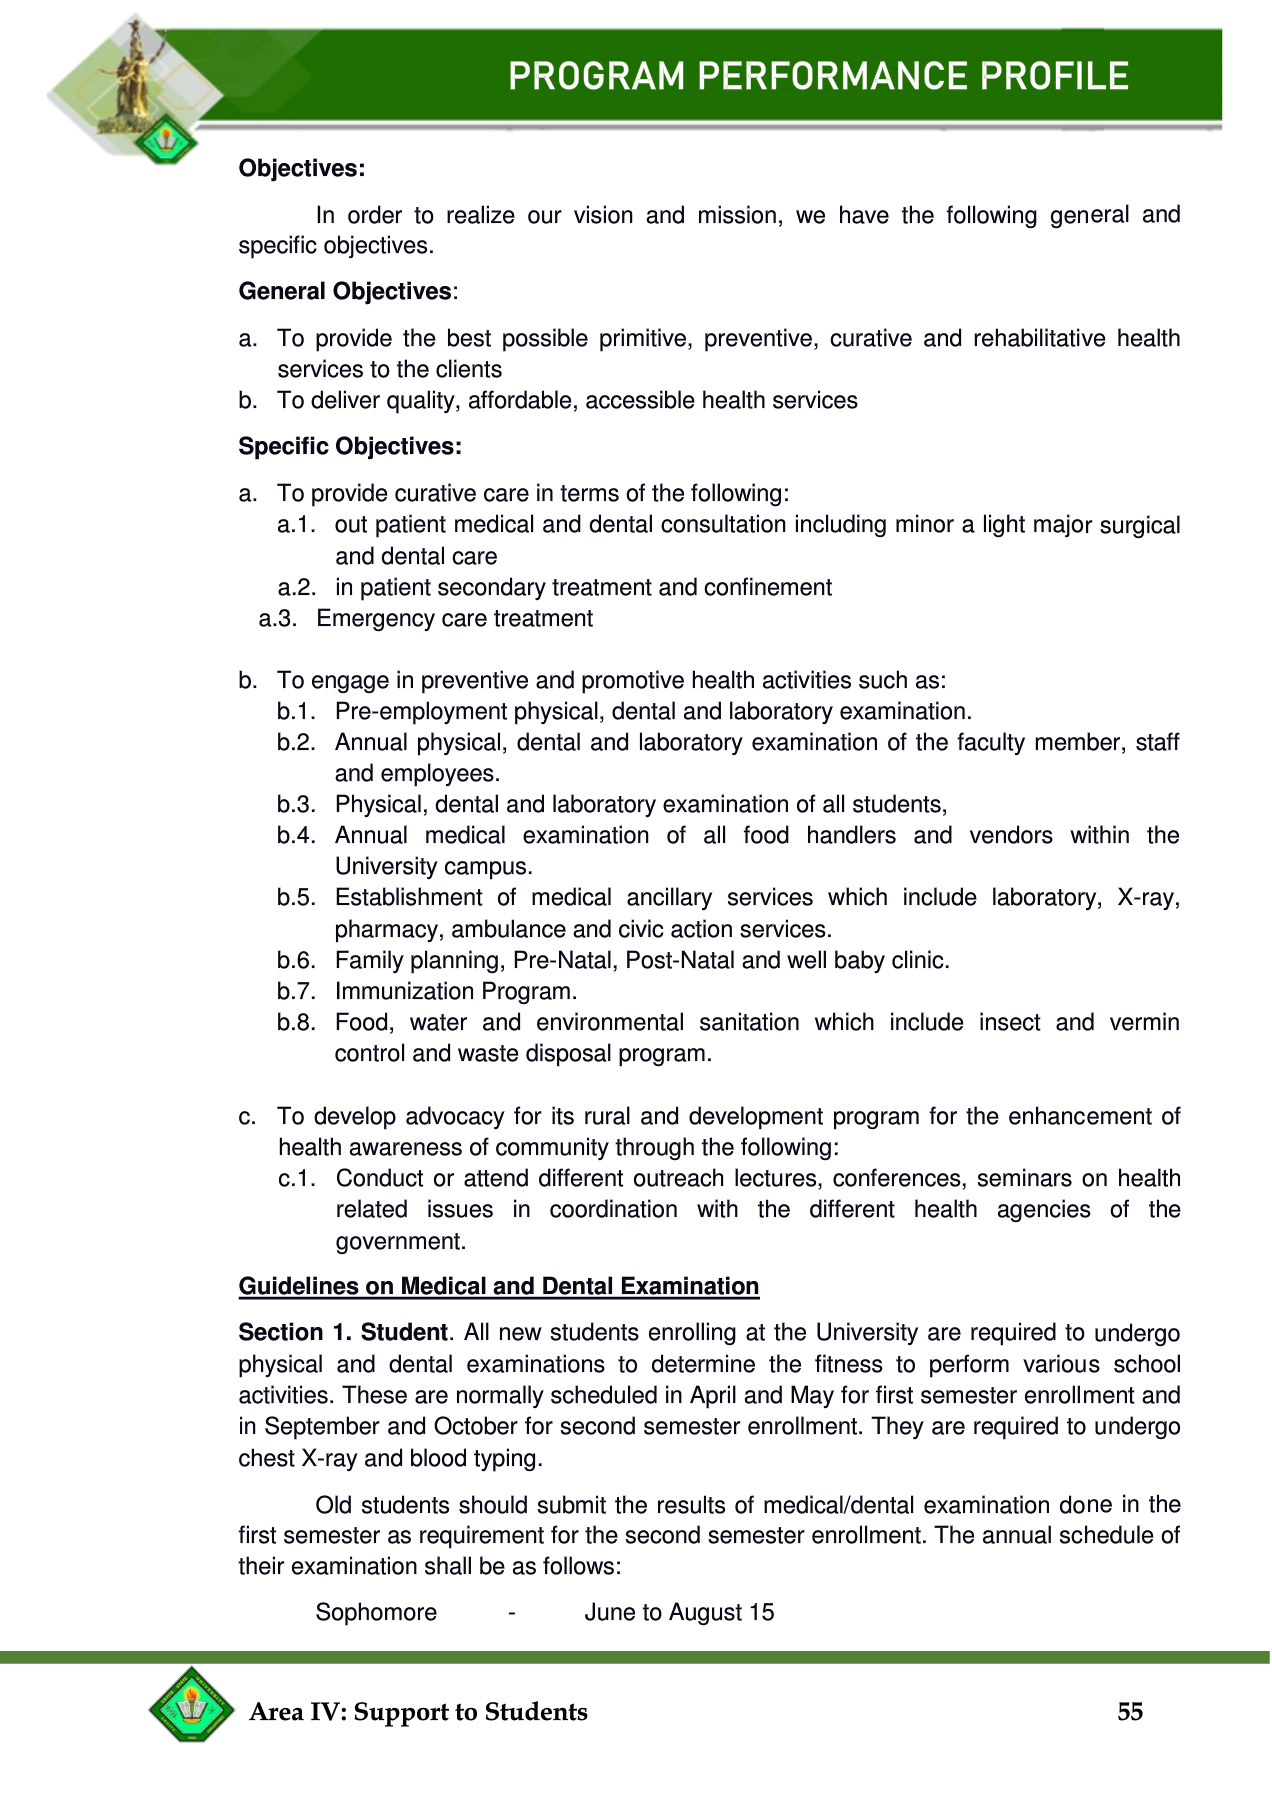 PROGRAM PERFORMANCE PROFILE
Objectives:
In order to realize our vision and mission, we have the following general and
specific objectives.
General Objectives:
a. To provide the best possible primitive, preventive, curative and rehabilitative health
services to the clients
b. To deliver quality, affordable, accessible health services
Specific Objectives:
a. To provide curative care in terms of the following:
a.1. out patient medical and dental consultation including minor a light major surgical
and dental care
a.2. in patient secondary treatment and confinement
a.3. Emergency care treatment
b. To engage in preventive and promotive health activities such as:
b.1. Pre-employment physical, dental and laboratory examination.
b.2. Annual physical, dental and laboratory examination of the faculty member, staff
and employees.
b.3. Physical, dental and laboratory examination of all students,
b.4. Annual medical examination of all food handlers and vendors within the
University campus.
b.5. Establishment of medical ancillary services which include laboratory, X-ray,
pharmacy, ambulance and civic action services.
b.6. Family planning, Pre-Natal, Post-Natal and well baby clinic.
b.7. Immunization Program.
b.8. Food, water and environmental sanitation which include insect and vermin
control and waste disposal program.
c. To develop advocacy for its rural and development program for the enhancement of
health awareness of community through the following:
c.1. Conduct or attend different outreach lectures, conferences, seminars on health
related issues in coordination with the different health agencies of the
government.
Guidelines on Medical and Dental Examination
Section 1. Student. All new students enrolling at the University are required to undergo
physical and dental examinations to determine the fitness to perform various school
activities. These are normally scheduled in April and May for first semester enrollment and
in September and October for second semester enrollment. They are required to undergo
chest X-ray and blood typing.
Old students should submit the results of medical/dental examination done in the
first semester as requirement for the second semester enrollment. The annual schedule of
their examination shall be as follows:
Sophomore - June to August 15
Area IV: Support to Students 55